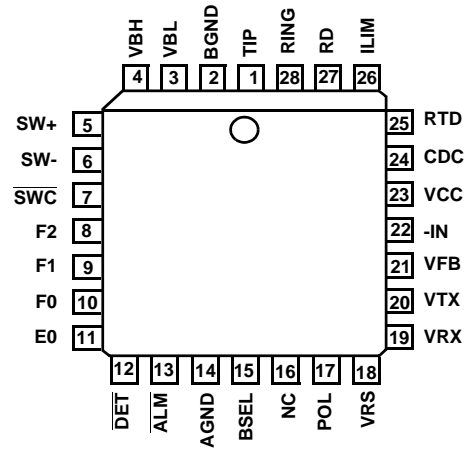 VBH VBL BGND TIP RING RD ILIM
4 3 2 1 28 27 26
SW+ 5 25 RTD
SW- 6 24 CDC
SWC 7 23 VCC
F2 8 22 -IN
F1 9 21 VFB
F0 10 20 VTX
E0 11 19 VRX
12 13 14 15 16 17 18
DET ALM AGND BSEL NC POL VRS